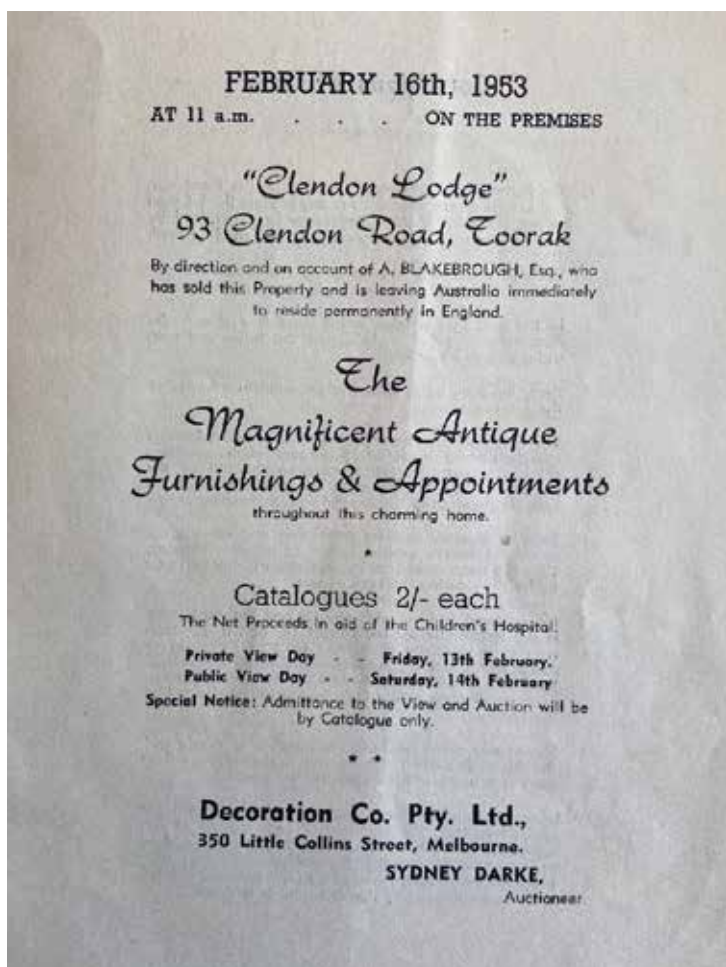 FEBRUARY 16th, 1953
AT 11 a.m. . . . ON THE PREMISES
"Clendon Lodge"
93 Clendon Road, Toorak
By direction and on account of A. BLAKEBROUGH, Esq., who
has sold this Property and is leaving Australia immediately
to reside permanently in England.
The
Magnificent Antique
Furnishings & Appointments
throughout this charming home.
*
Catalogues 2/- each
The Net Proceeds in aid of the Children's Hospital.
Private View Day - - Friday, 13th February.
Public View Day - - Saturday, 14th February
Special Notice: Admittance to the View and Auction will be
by Catalogue only.
* *
Decoration Co. Pty. Ltd.,
350 Little Collins Street, Melbourne.
SYDNEY DARKE,
Auctioneer